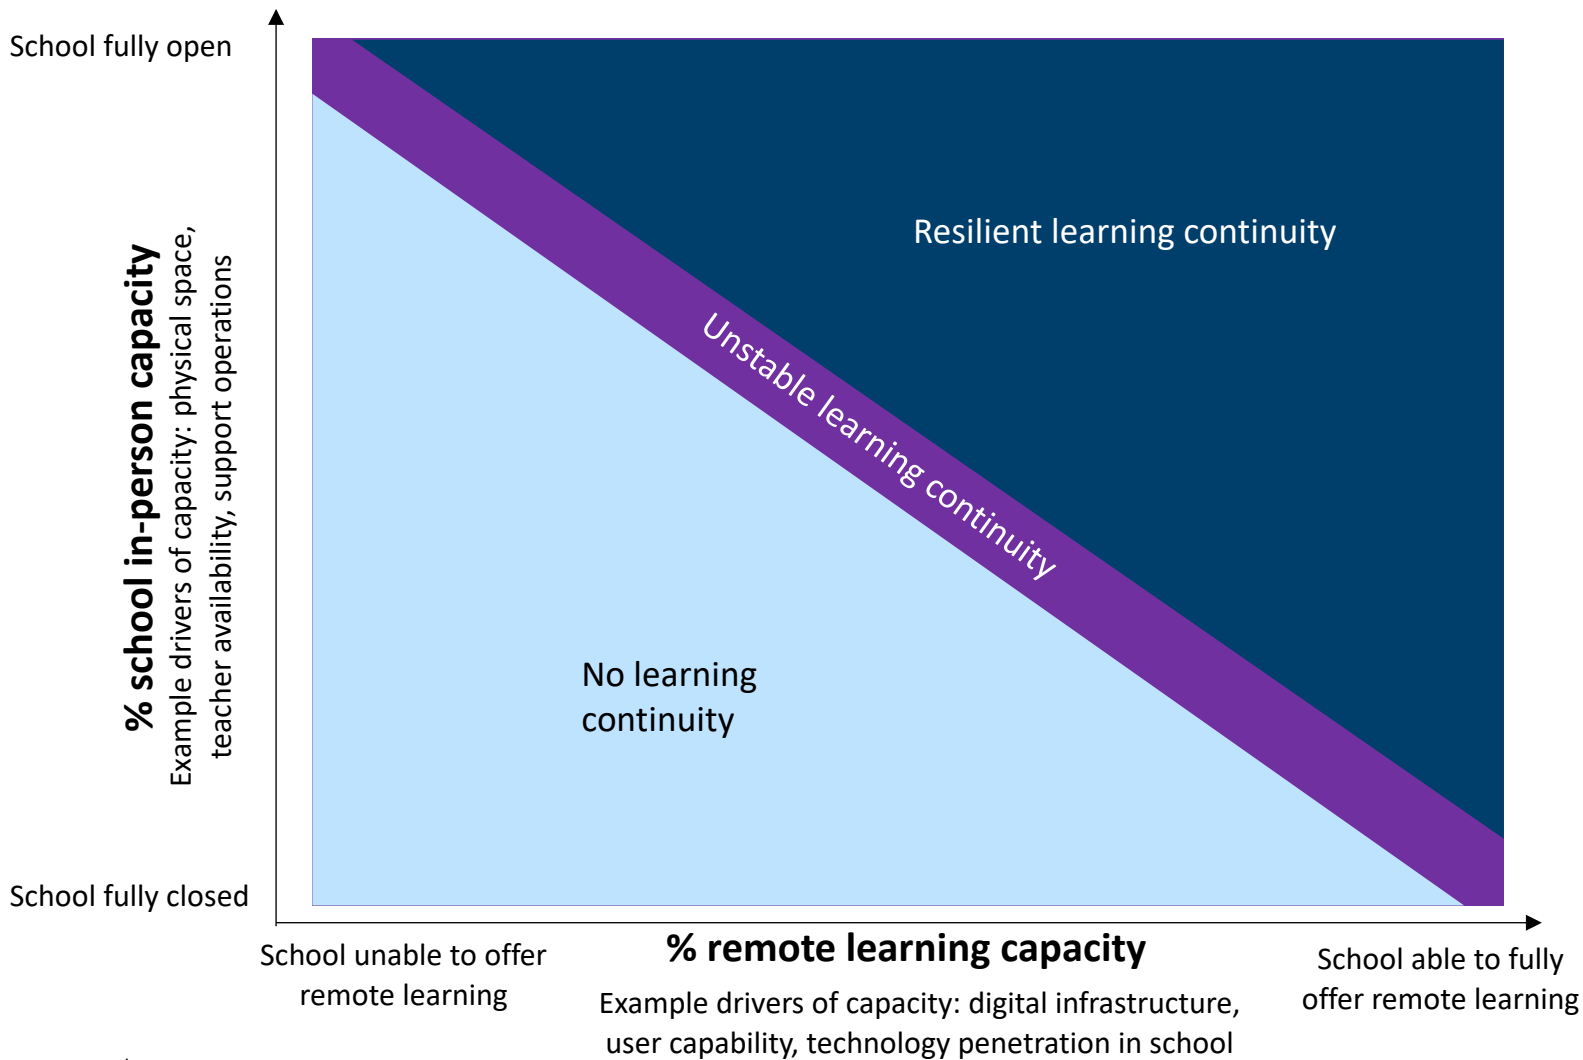 School fully open
% school in-person capacity
Example drivers of capacity: physical space,
teacher availability, support operations
Resilient learning continuity
Unstable learning continuity
No learning
continuity
School fully closed
School unable to offer
remote learning
% remote learning capacity
Example drivers of capacity: digital infrastructure,
user capability, technology penetration in school
School able to fully
offer remote learning